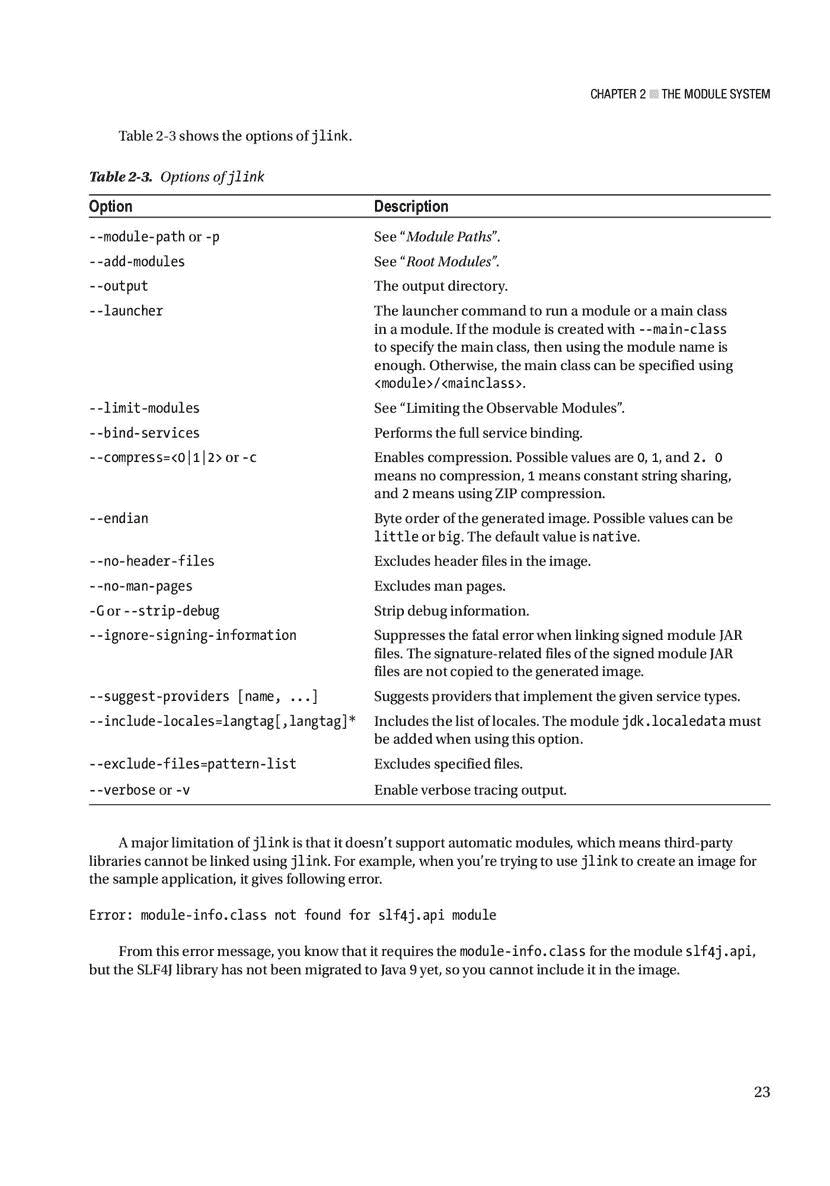 CHAPTER 2 ■ THE MODULE SYSTEM
Table 2-3 shows the options of jlink.
Table 2-3. Options of jlink
Option Description
--module-path or -p See “Module Paths”.
--add-modules See “Root Modules”.
--output The output directory.
--launcher The launcher command to run a module or a main class
in a module. If the module is created with --main-class
to specify the main class, then using the module name is
enough. Otherwise, the main class can be specified using
<module>/<mainclass>.
--limit-modules See “Limiting the Observable Modules”.
--bind-services Performs the full service binding.
--compress=<0|1|2> or -c Enables compression. Possible values are 0, 1, and 2. 0
means no compression, 1 means constant string sharing,
and 2 means using ZIP compression.
--endian Byte order of the generated image. Possible values can be
little or big. The default value is native.
--no-header-files Excludes header files in the image.
--no-man-pages Excludes man pages.
-G or --strip-debug Strip debug information.
--ignore-signing-information Suppresses the fatal error when linking signed module JAR
files. The signature-related files of the signed module JAR
files are not copied to the generated image.
--suggest-providers [name, ...] Suggests providers that implement the given service types.
--include-locales=langtag[,langtag]* Includes the list of locales. The module jdk.localedata must
be added when using this option.
--exclude-files=pattern-list Excludes specified files.
--verbose or -v Enable verbose tracing output.
A major limitation of jlink is that it doesn’t support automatic modules, which means third-party
libraries cannot be linked using jlink. For example, when you’re trying to use jlink to create an image for
the sample application, it gives following error.
Error: module-info.class not found for slf4j.api module
From this error message, you know that it requires the module-info.class for the module slf4j.api,
but the SLF4J library has not been migrated to Java 9 yet, so you cannot include it in the image.
23